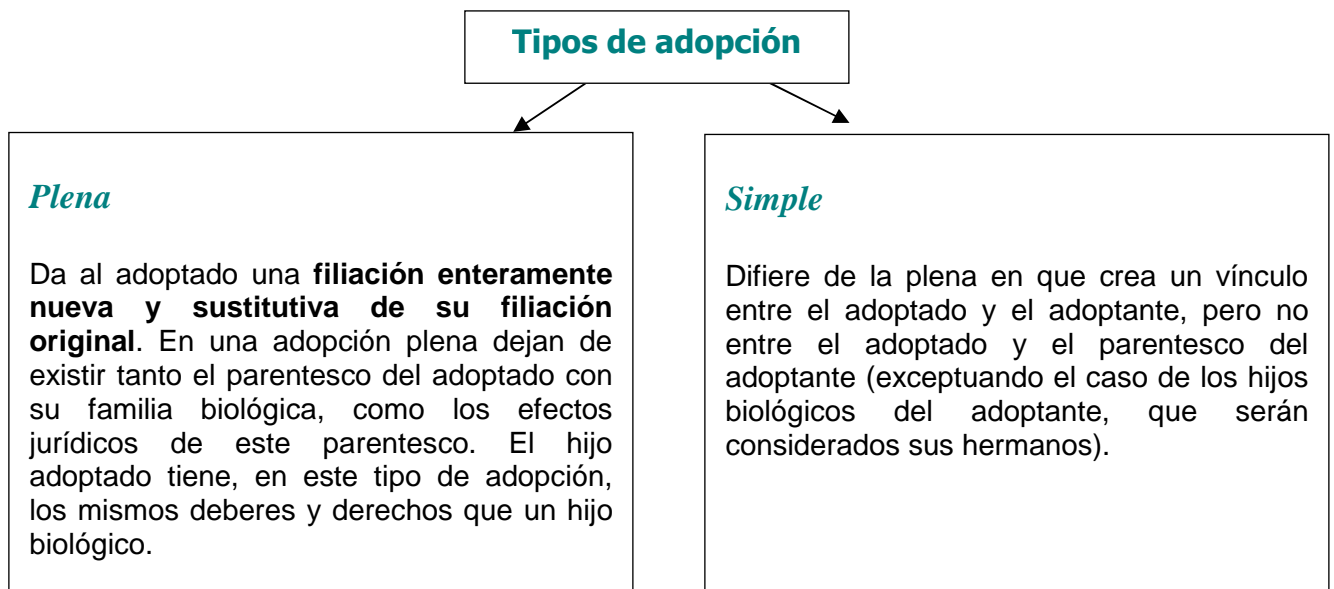 Tipos de adopción
Plena
Da al adoptado una filiación enteramente
nueva y sustitutiva de su filiación
original. En una adopción plena dejan de
existir tanto el parentesco del adoptado con
su familia biológica, como los efectos
jurídicos de este parentesco. El hijo
adoptado tiene, en este tipo de adopción,
los mismos deberes y derechos que un hijo
biológico.
Simple
Difiere de la plena en que crea un vínculo
entre el adoptado y el adoptante, pero no
entre el adoptado y el parentesco del
adoptante (exceptuando el caso de los hijos
biológicos del adoptante, que serán
considerados sus hermanos).